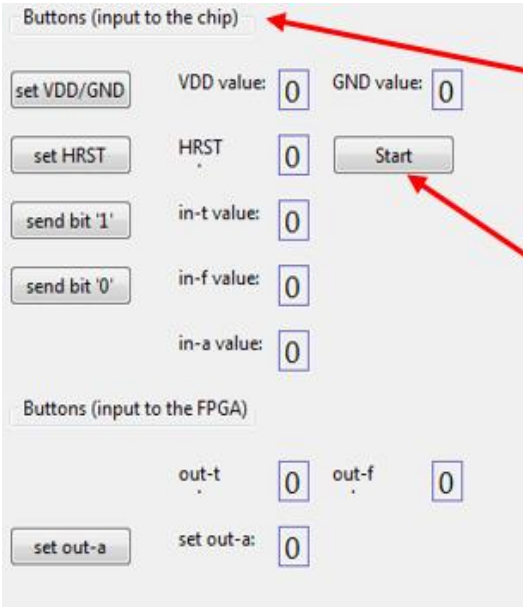 Buttons (input to the chip)
set VDD/GND VDD value: 0 GND value: 0
set HRST HRST 0 Start
send bit '1' in-t value: 0
send bit '0' in-f value: 0
in-a value: 0
Buttons (input to the FPGA)
out-t 0 out-f 0
set out-a set out-a: 0